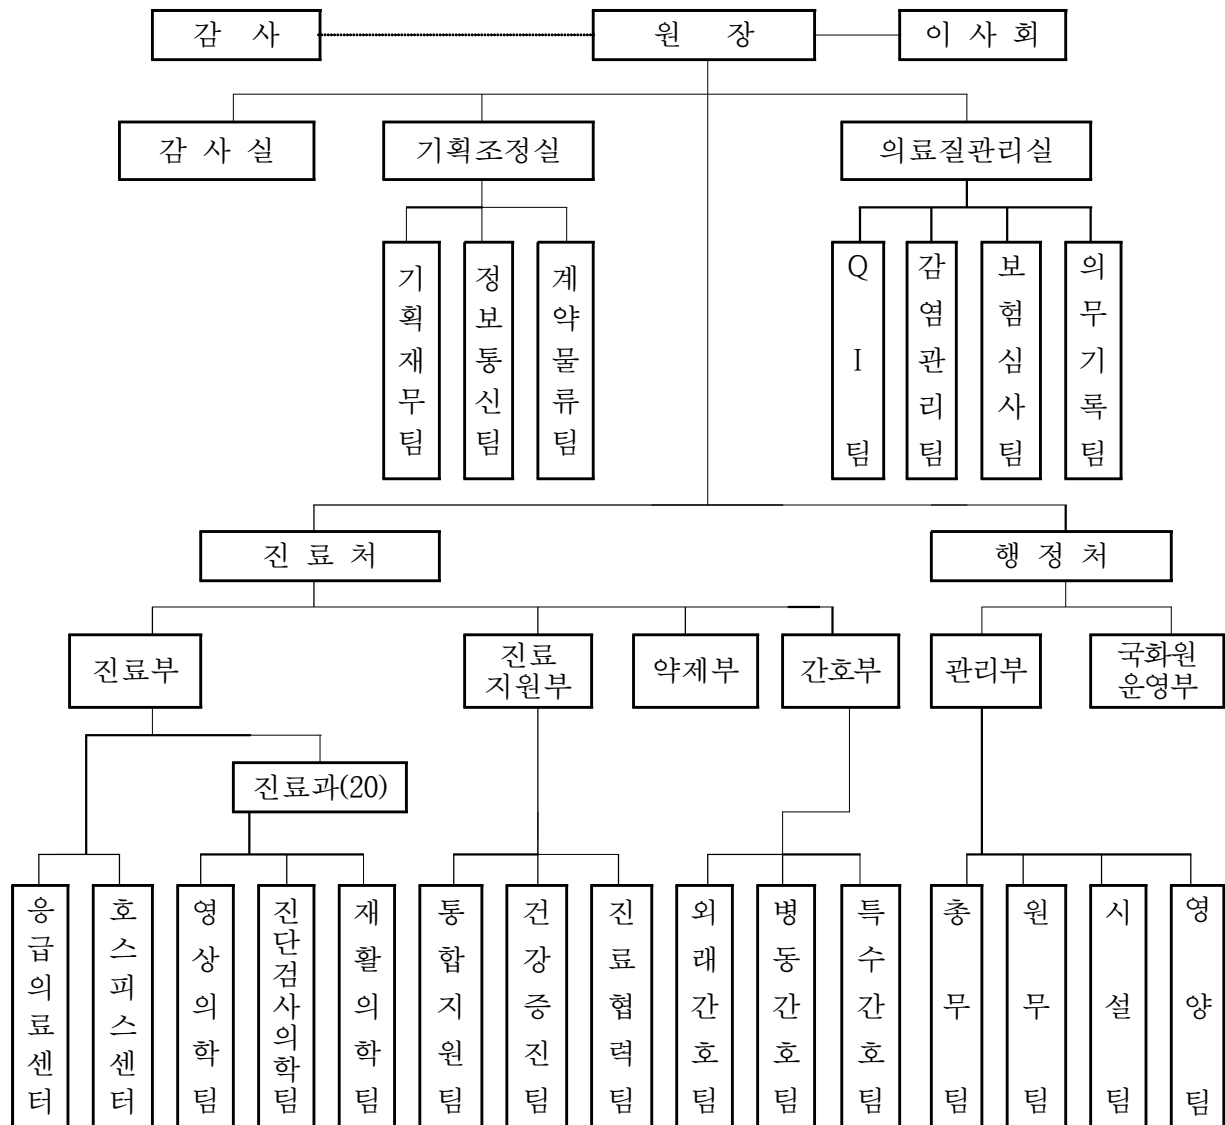 감 사
원 장
이 사 회
감 사 실
기획조정실
의료질관리실
기획재무팀
정보통신팀
계약물류팀
Q I 팀
감염관리팀
보험심사팀
의무기록팀
진 료 처
행 정 처
진료부
진료
지원부
약제부
간호부
관리부
국화원
운영부
진료과(20)
응급의료센터
호스피스센터
영상의학팀
진단검사의학팀
재활의학팀
통합지원팀
건강증진팀
진료협력팀
외래간호팀
병동간호팀
특수간호팀
총무팀
원무팀
시설팀
영양팀